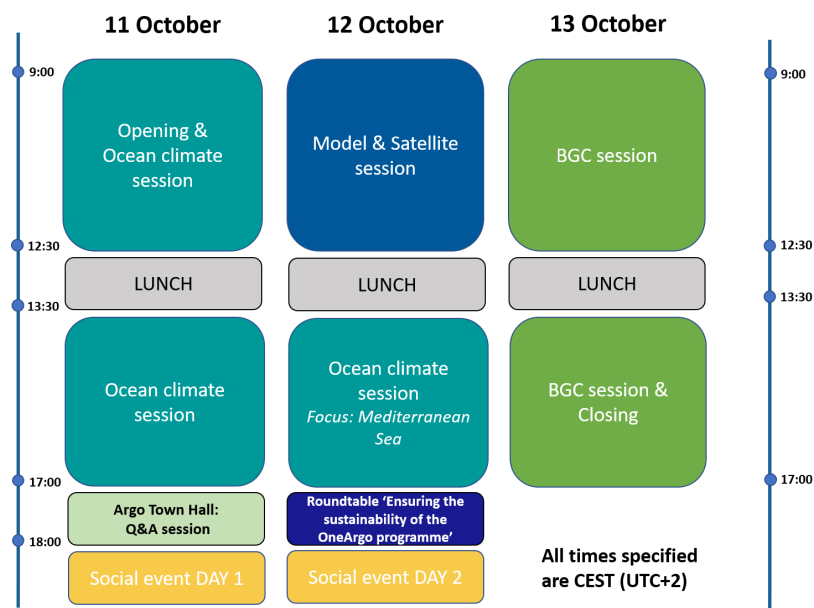 11 October
12 October
13 October
9:00
Opening &
Ocean climate
session
Model & Satellite
session
BGC session
9:00
12:30
12:30
LUNCH
LUNCH
LUNCH
13:30
13:30
Ocean climate
session
Ocean climate
session
Focus: Mediterranean
Sea
BGC session &
Closing
17:00
17:00
Argo Town Hall:
Q&A session
Roundtable ‘Ensuring the
sustainability of the
OneArgo programme’
18:00
Social event DAY 1
Social event DAY 2
All times specified
are CEST (UTC+2)